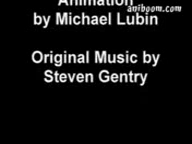 aniboom.com
Animation
by Michael Lubin
Original Music by
Steven Gentry